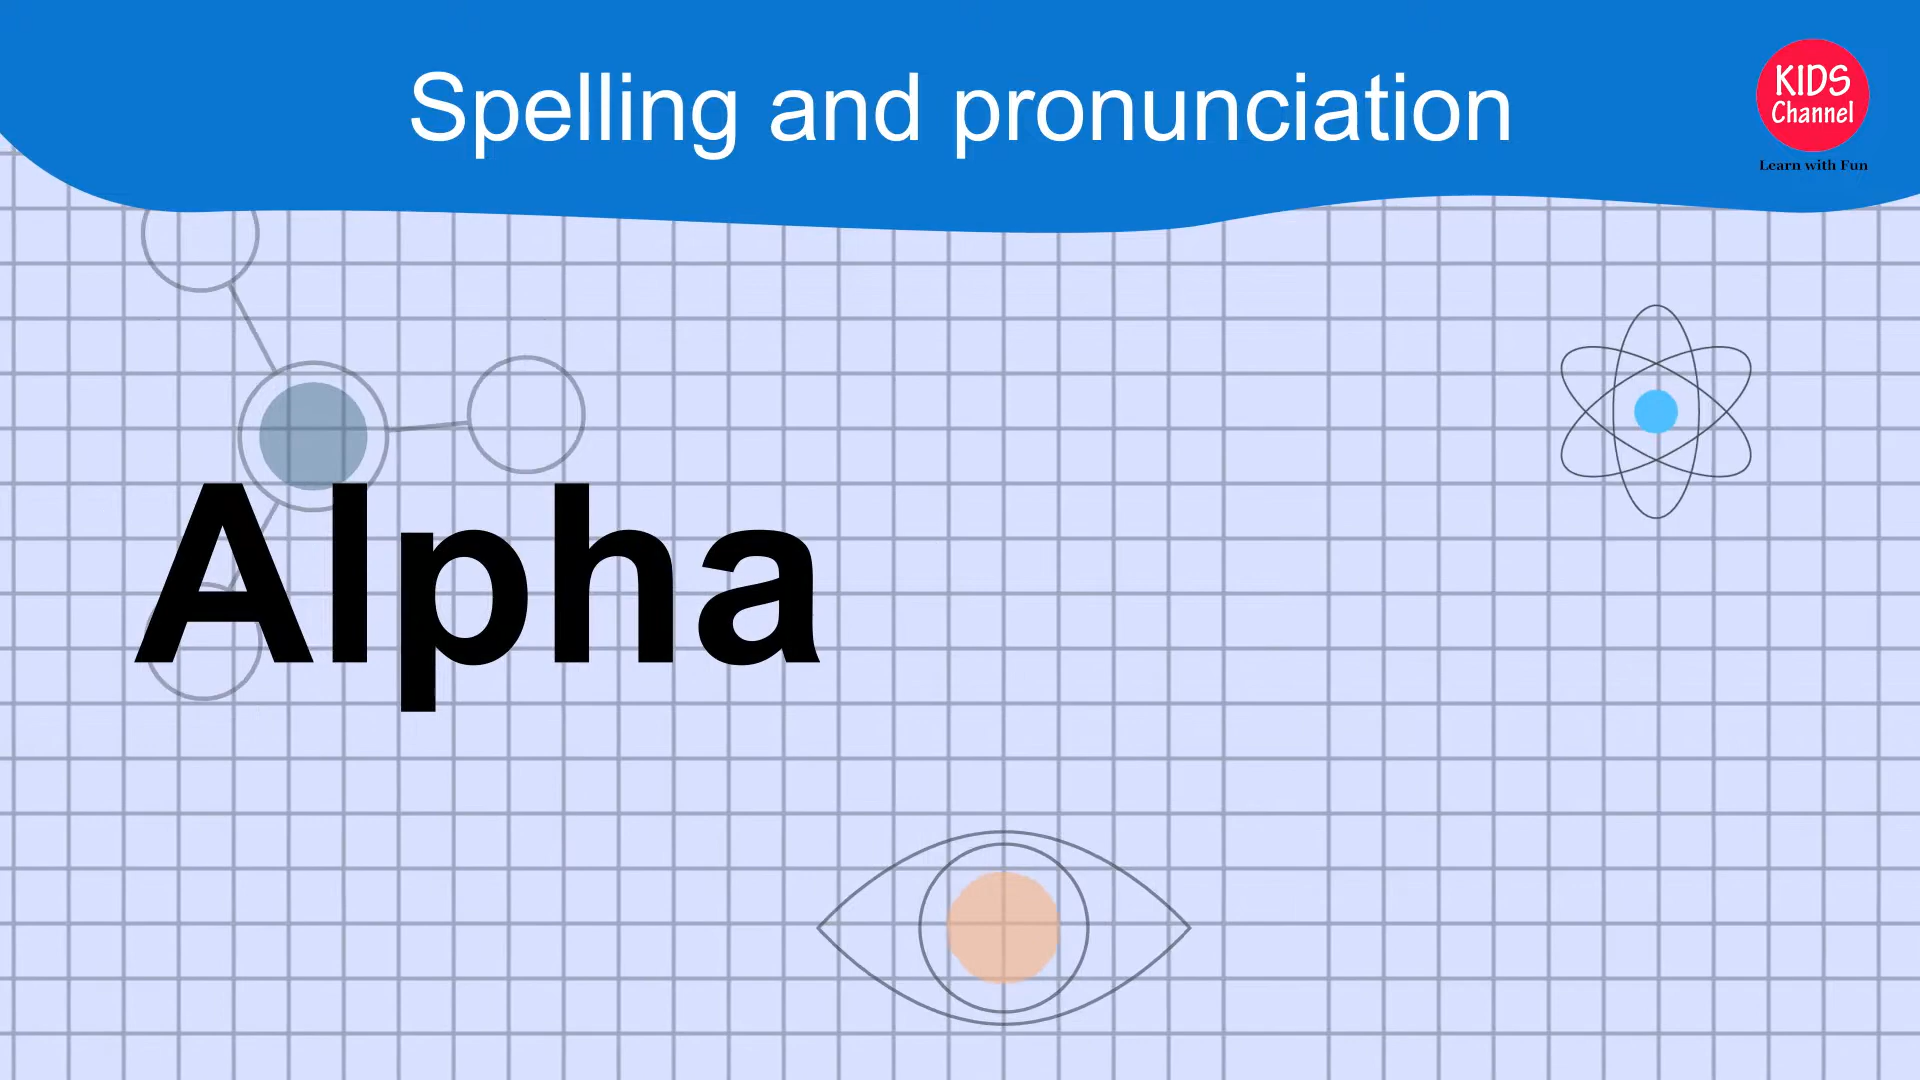 Spelling and pronunciation
KIDS
Channel
Learn with Fun
Alpha